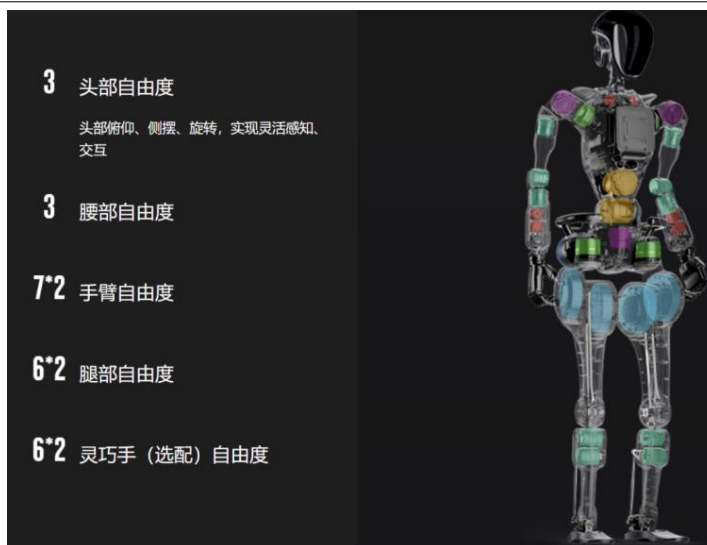 3 头部自由度
头部俯仰、侧摆、旋转，实现灵活感知、
交互
3 腰部自由度
7*2 手臂自由度
6*2 腿部自由度
6*2 灵巧手（选配）自由度